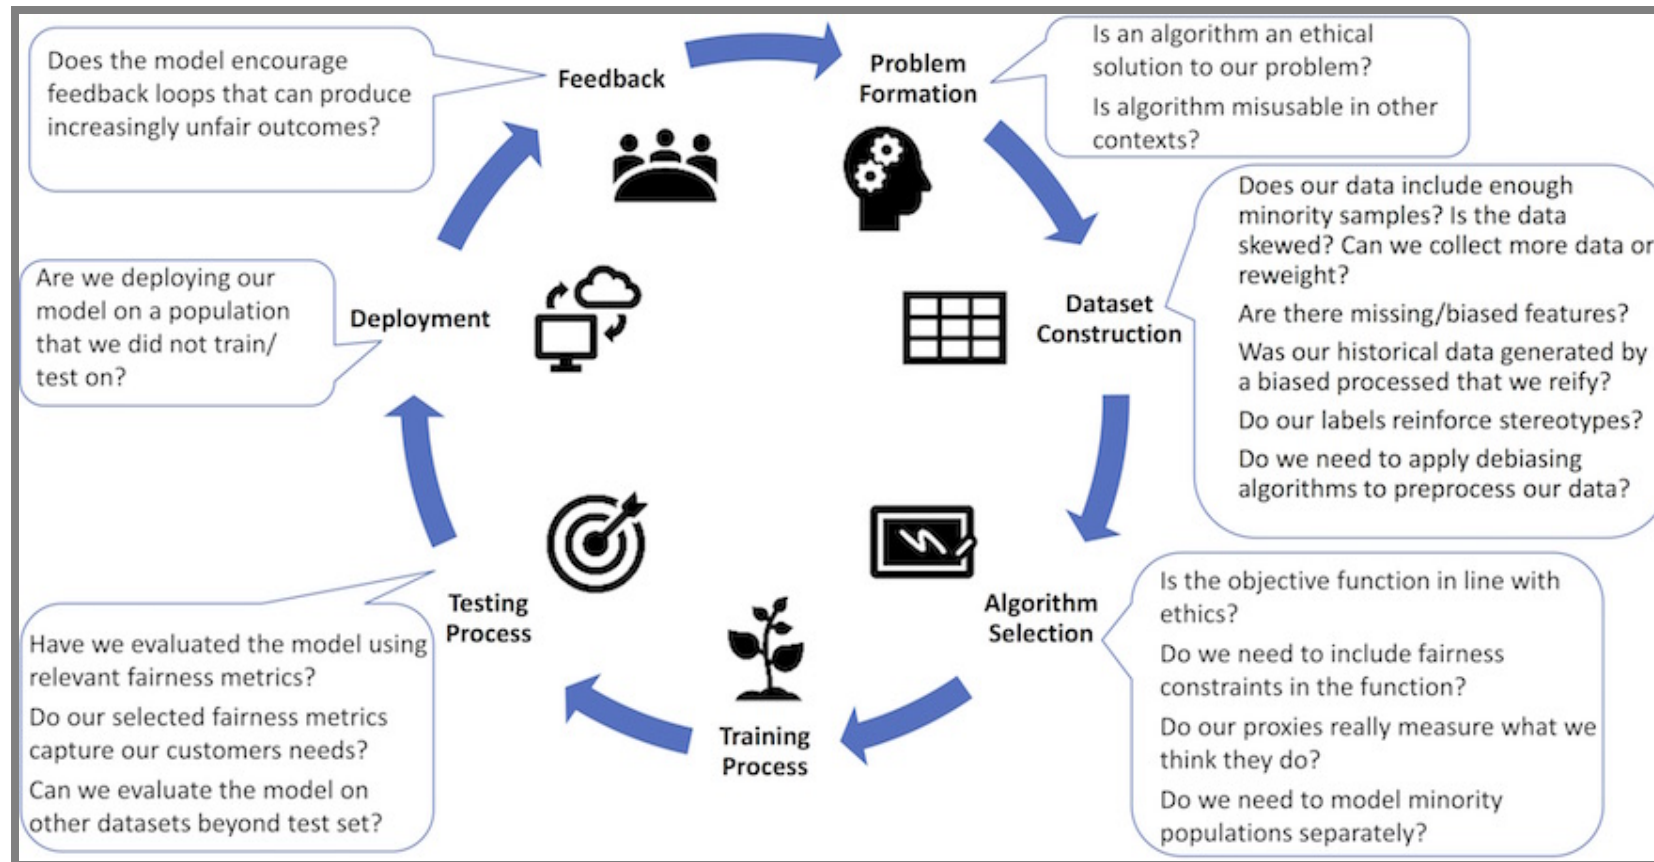 Feedback
Does the model encourage
feedback loops that can produce
increasingly unfair outcomes?
Problem
Formation
Is an algorithm an ethical
solution to our problem?
Is algorithm misusable in other
contexts?
Dataset
Construction
Does our data include enough
minority samples? Is the data
skewed? Can we collect more data or
reweight?
Are there missing/biased features?
Was our historical data generated by
a biased processed that we reify?
Do our labels reinforce stereotypes?
Do we need to apply debiasing
algorithms to preprocess our data?
Algorithm
Selection
Is the objective function in line with
ethics?
Do we need to include fairness
constraints in the function?
Do our proxies really measure what we
think they do?
Do we need to model minority
populations separately?
Training
Process
Testing
Process
Have we evaluated the model using
relevant fairness metrics?
Do our selected fairness metrics
capture our customers needs?
Can we evaluate the model on
other datasets beyond test set?
Deployment
Are we deploying our
model on a population
that we did not train/
test on?